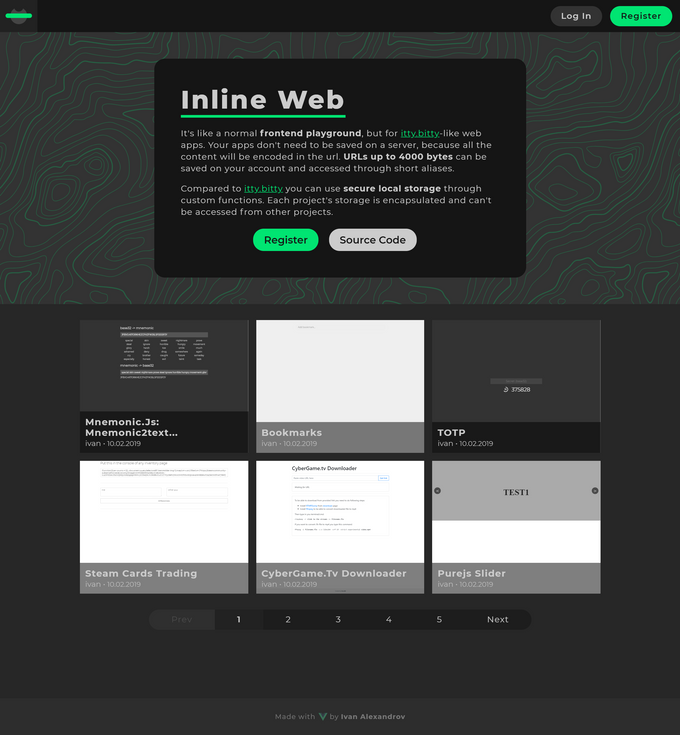 Log In
Register
Inline Web
It's like a normal frontend playground, but for itty.bitty-like web
apps. Your apps don't need to be saved on a server, because all the
content will be encoded in the url. URLs up to 4000 bytes can be
saved on your account and accessed through short aliases.
Compared to itty.bitty you can use secure local storage through
custom functions. Each project's storage is encapsulated and can't
be accessed from other projects.
Register
Source Code
375828
Mnemonic.Js:
Mnemonic2text...
ivan • 10.02.2019
Bookmarks
ivan • 10.02.2019
TOTP
ivan • 10.02.2019
CyberGame.tv Downloader
TEST1
Steam Cards Trading
ivan • 10.02.2019
CyberGame.Tv Downloader
ivan • 10.02.2019
Purejs Slider
ivan • 10.02.2019
Prev
1
2
3
4
5
Next
Made with by Ivan Alexandrov